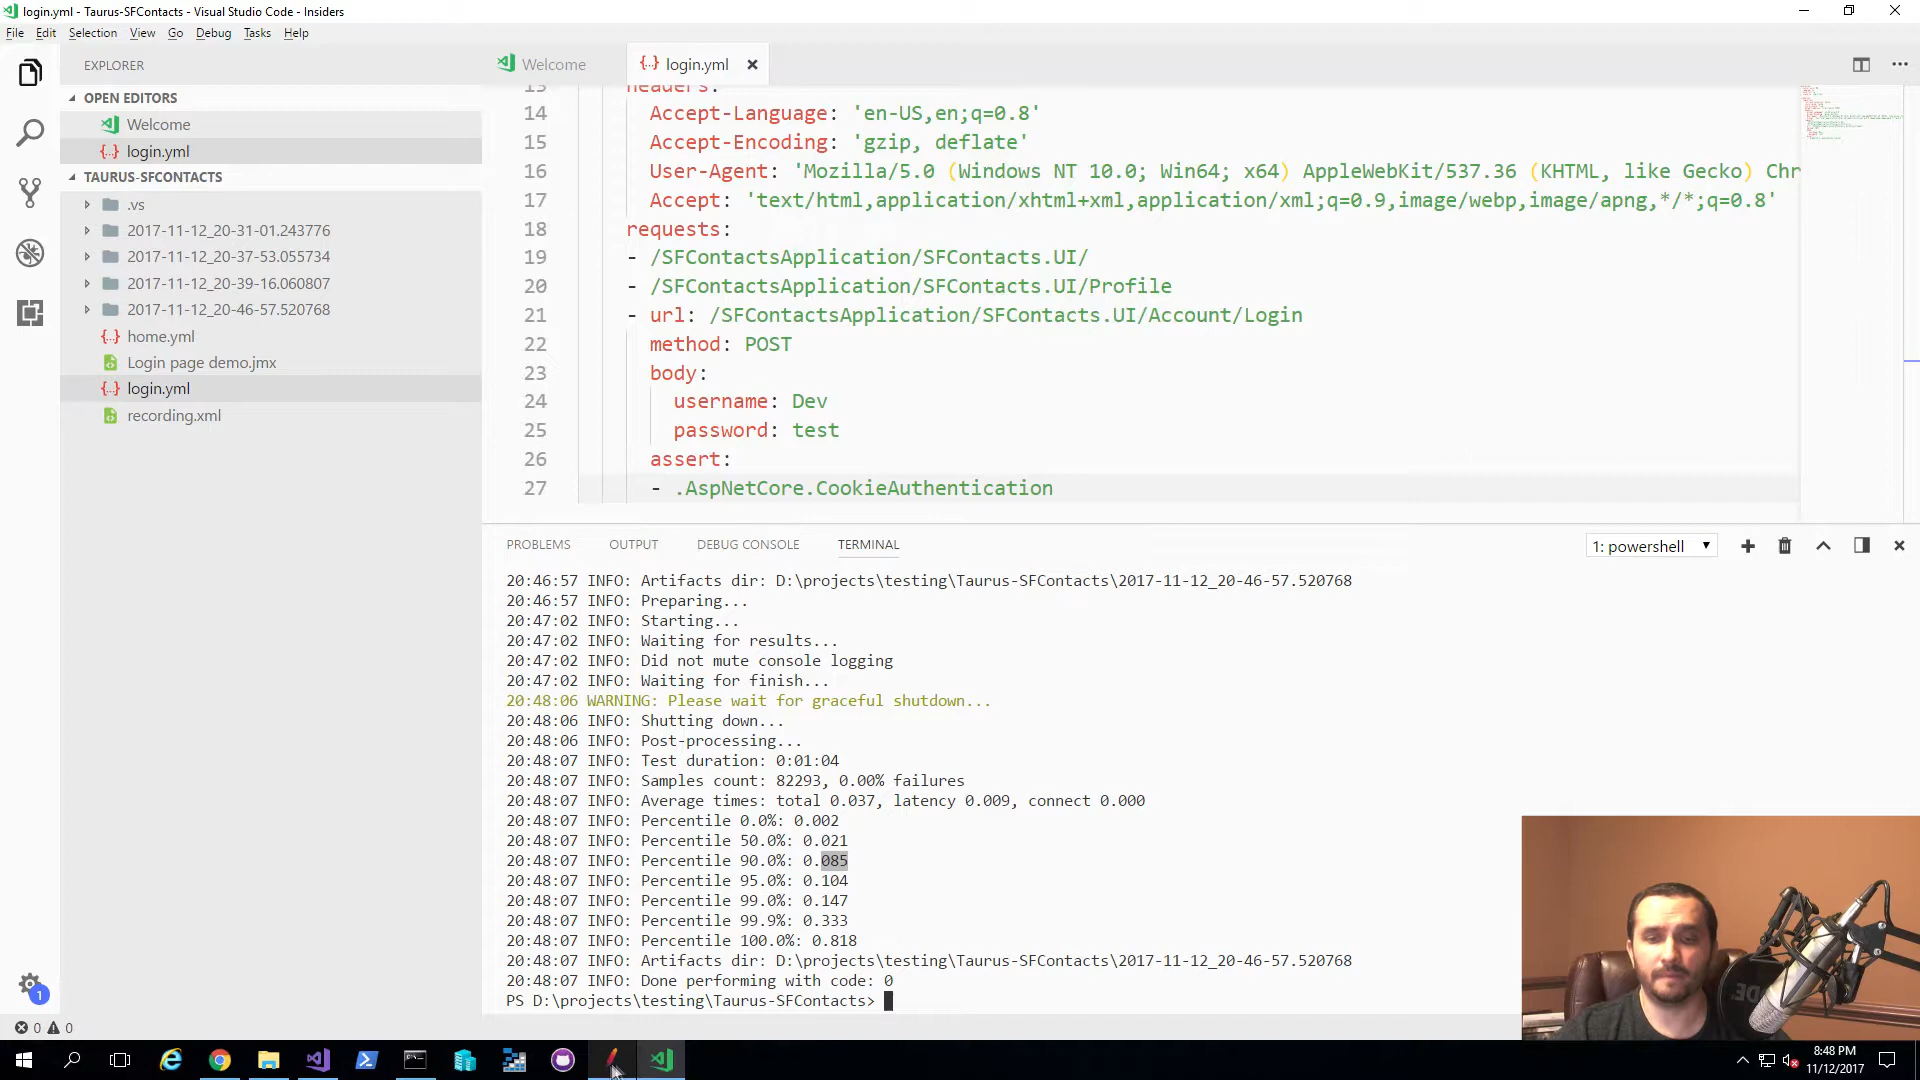 login.yml - Taurus-SFContacts - Visual Studio Code - Insiders
File Edit Selection View Go Debug Tasks Help
EXPLORER
OPEN EDITORS
Welcome
login.yml
TAURUS-SFCONTACTS
.vs
2017-11-12_20-31-01.243776
2017-11-12_20-37-53.055734
2017-11-12_20-39-16.060807
2017-11-12_20-46-57.520768
home.yml
Login page demo.jmx
login.yml
recording.xml
Welcome login.yml
13 headers:
14 Accept-Language: 'en-US,en;q=0.8'
15 Accept-Encoding: 'gzip, deflate'
16 User-Agent: 'Mozilla/5.0 (Windows NT 10.0; Win64; x64) AppleWebKit/537.36 (KHTML, like Gecko) Chr
17 Accept: 'text/html,application/xhtml+xml,application/xml;q=0.9,image/webp,image/apng,*/*;q=0.8'
18 requests:
19 - /SFContactsApplication/SFContacts.UI/
20 - /SFContactsApplication/SFContacts.UI/Profile
21 - url: /SFContactsApplication/SFContacts.UI/Account/Login
22 method: POST
23 body:
24 username: Dev
25 password: test
26 assert:
27 - .AspNetCore.CookieAuthentication
PROBLEMS OUTPUT DEBUG CONSOLE TERMINAL 1: powershell
20:46:57 INFO: Artifacts dir: D:\projects\testing\Taurus-SFContacts\2017-11-12_20-46-57.520768
20:46:57 INFO: Preparing...
20:47:02 INFO: Starting...
20:47:02 INFO: Waiting for results...
20:47:02 INFO: Did not mute console logging
20:47:02 INFO: Waiting for finish...
20:48:06 WARNING: Please wait for graceful shutdown...
20:48:06 INFO: Shutting down...
20:48:06 INFO: Post-processing...
20:48:07 INFO: Test duration: 0:01:04
20:48:07 INFO: Samples count: 82293, 0.00% failures
20:48:07 INFO: Average times: total 0.037, latency 0.009, connect 0.000
20:48:07 INFO: Percentile 0.0%: 0.002
20:48:07 INFO: Percentile 50.0%: 0.021
20:48:07 INFO: Percentile 90.0%: 0.085
20:48:07 INFO: Percentile 95.0%: 0.104
20:48:07 INFO: Percentile 99.0%: 0.147
20:48:07 INFO: Percentile 99.9%: 0.333
20:48:07 INFO: Percentile 100.0%: 0.818
20:48:07 INFO: Artifacts dir: D:\projects\testing\Taurus-SFContacts\2017-11-12_20-46-57.520768
20:48:07 INFO: Done performing with code: 0
PS D:\projects\testing\Taurus-SFContacts>
1
0 0
8:48 PM
11/12/2017